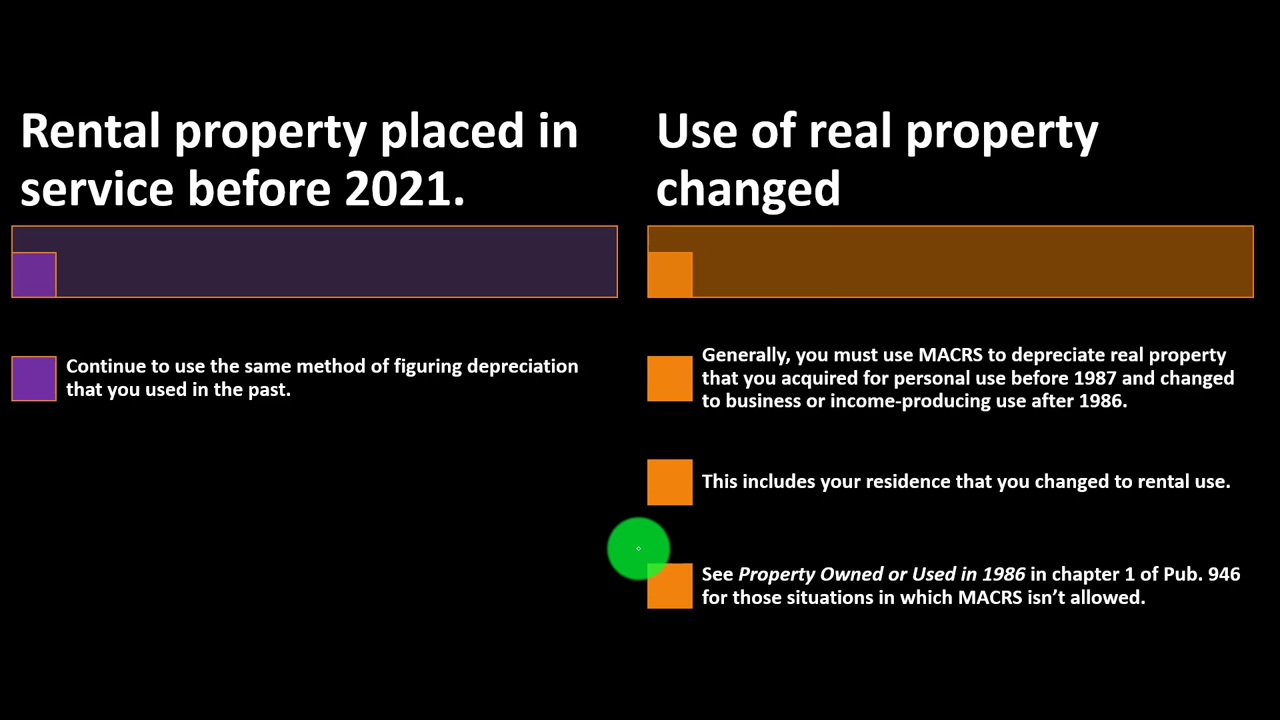 Rental property placed in
service before 2021.
Continue to use the same method of figuring depreciation
that you used in the past.
Use of real property
changed
Generally, you must use MACRS to depreciate real property
that you acquired for personal use before 1987 and changed
to business or income-producing use after 1986.
This includes your residence that you changed to rental use.
See Property Owned or Used in 1986 in chapter 1 of Pub. 946
for those situations in which MACRS isn’t allowed.